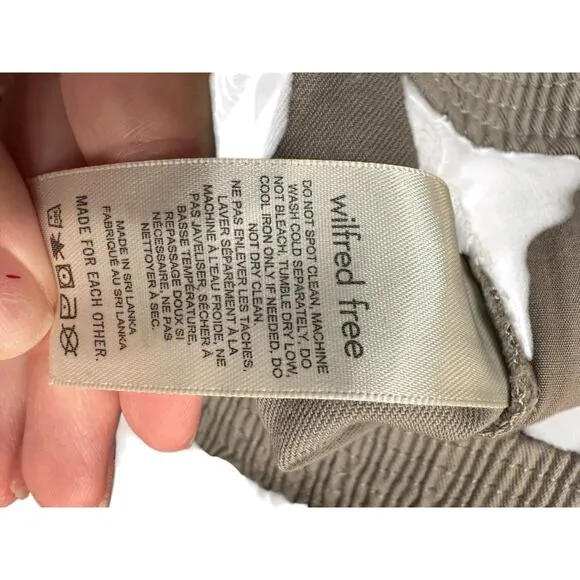 wilfred free
DO NOT SPOT CLEAN, MACHINE
WASH COLD SEPARATELY. DO
NOT BLEACH. TUMBLE DRY LOW,
COOL IRON ONLY IF NEEDED. DO
NOT DRY CLEAN.
NE PAS ENLEVER LES TACHES,
LAVER SÉPARÉMENT À LA
MACHINE À L'EAU FROIDE, NE
PAS JAVELISER, SÉCHER À
BASSE TEMPÉRATURE,
REPASSAGE DOUX SI
NÉCESSAIRE, NE PAS
NETTOYER À SEC.
MADE IN SRI LANKA
FABRIQUÉ AU SRI LANKA
MADE FOR EACH OTHER.